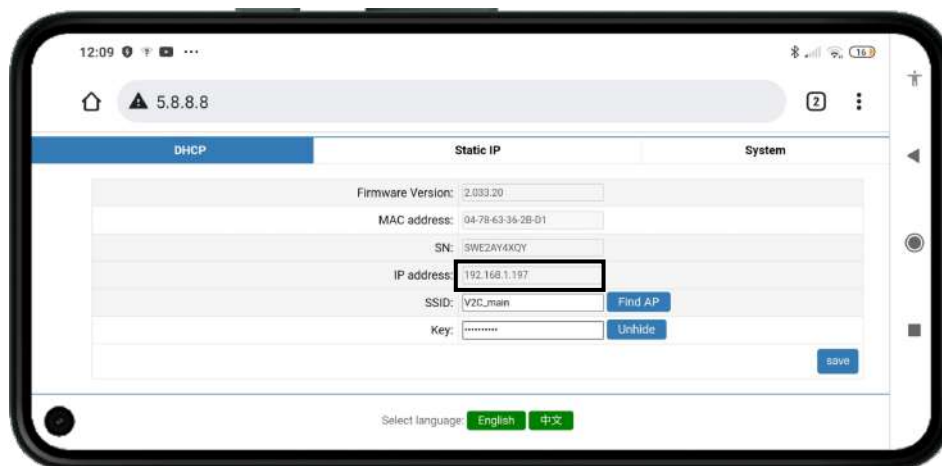 12:09 ...
16
5.8.8.8
2
DHCP Static IP System
Firmware Version: 2.033.20
MAC address: 04-78-63-36-2B-D1
SN: SWE2AY4XQY
IP address: 192.168.1.197
SSID: V2C_main Find AP
Key: •••••••••• Unhide
save
Select language: English 中文